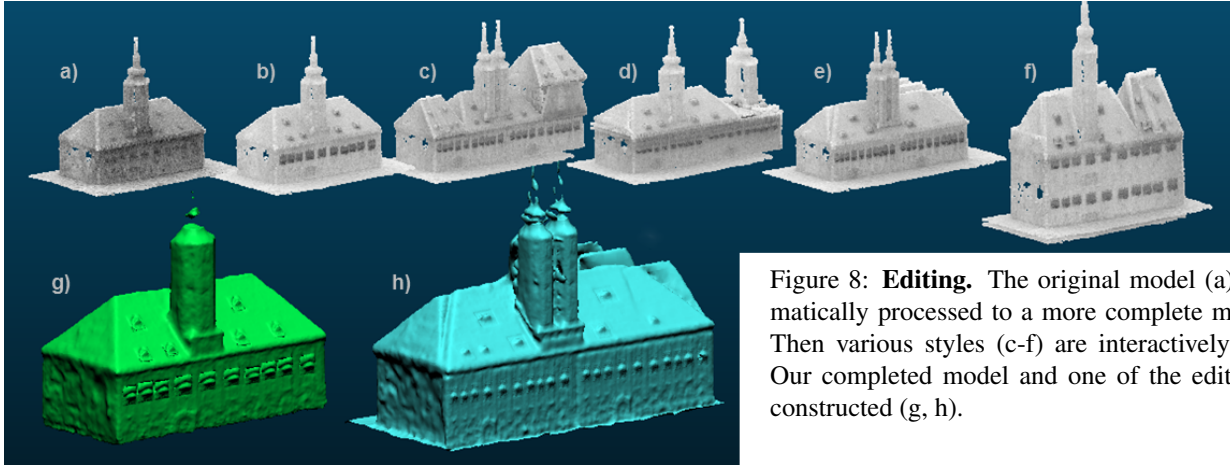 a)
b)
c)
d)
e)
f)
g)
h)
Figure 8: Editing. The original model (a)
matically processed to a more complete m
Then various styles (c-f) are interactively
Our completed model and one of the edit
constructed (g, h).